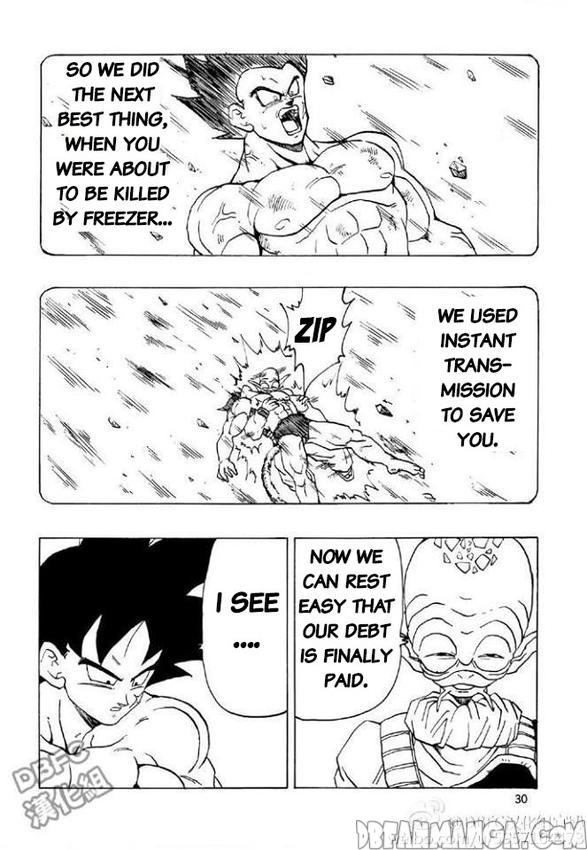 SO WE DID
THE NEXT
BEST THING,
WHEN YOU
WERE ABOUT
TO BE KILLED
BY FREEZER...
ZIP
WE USED
INSTANT
TRANS-
MISSION
TO SAVE
YOU.
I SEE
....
NOW WE
CAN REST
EASY THAT
OUR DEBT
IS FINALLY
PAID.
DBFC
漢化組
30
DBFANMANGA.COM